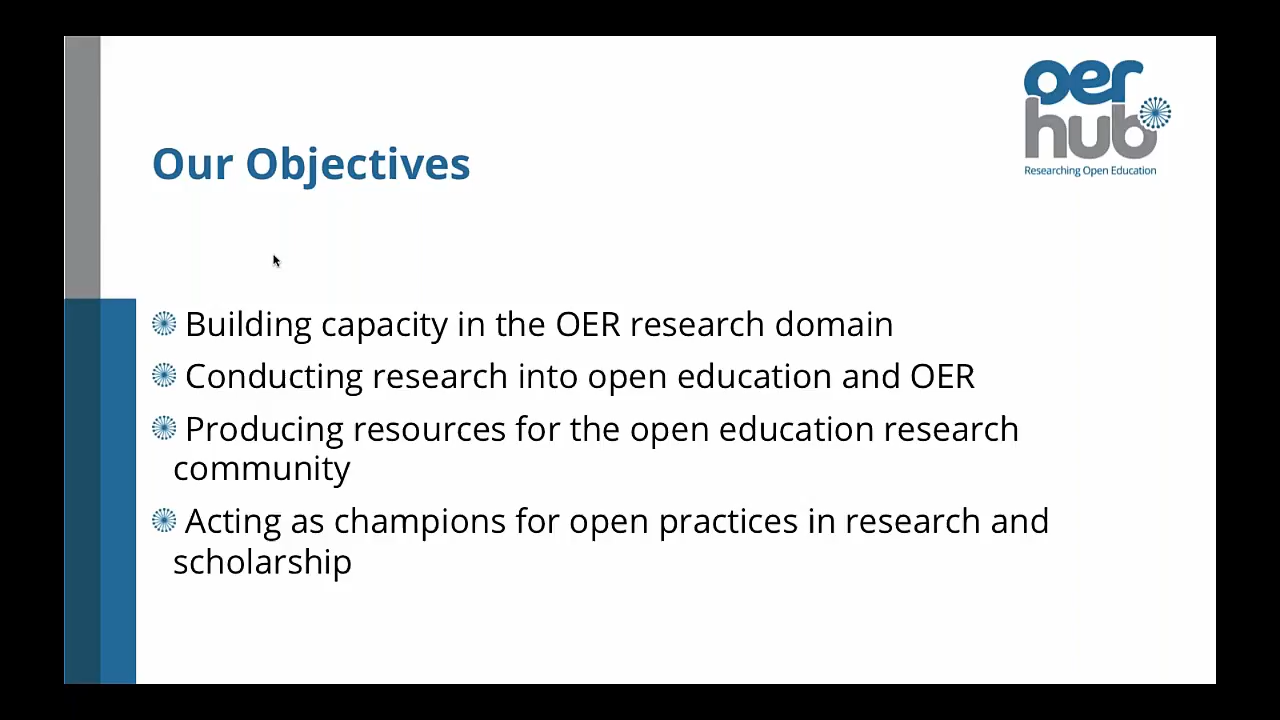 oer
hub
Researching Open Education
Our Objectives
Building capacity in the OER research domain
Conducting research into open education and OER
Producing resources for the open education research
community
Acting as champions for open practices in research and
scholarship